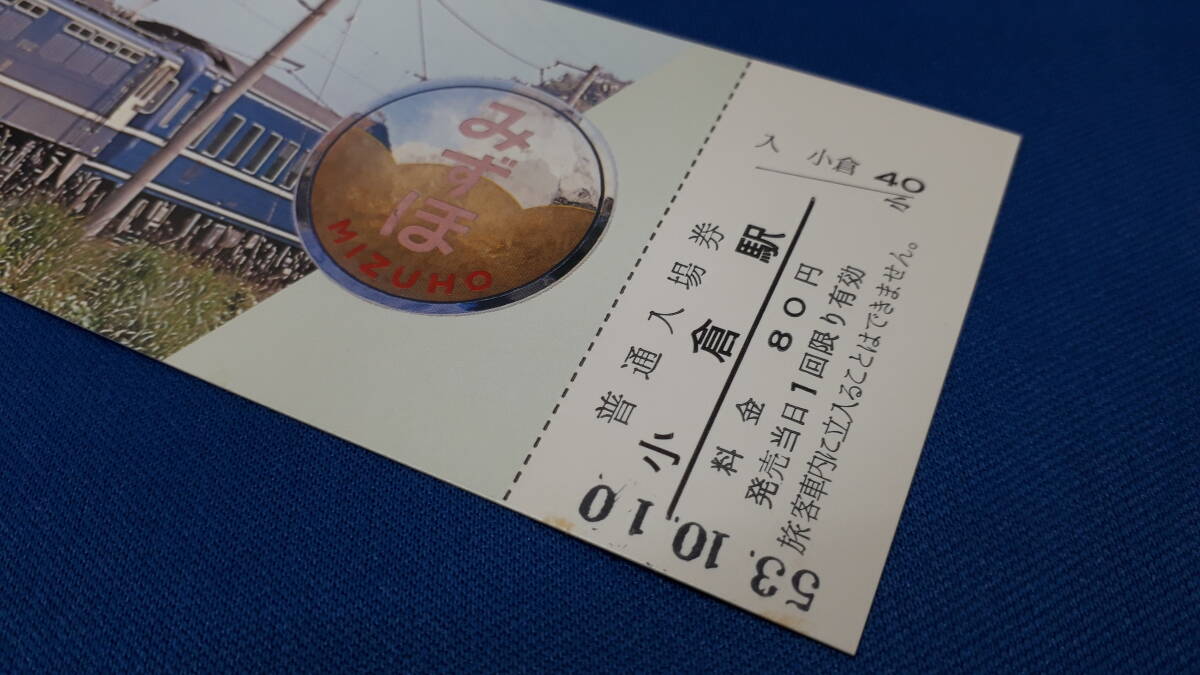 みずほ
MIZUHO
入 小倉 40
小
普通入場券
小倉駅
料金 80円
発売当日1回限り有効
旅客車内に立入ることはできません。
53.10.10